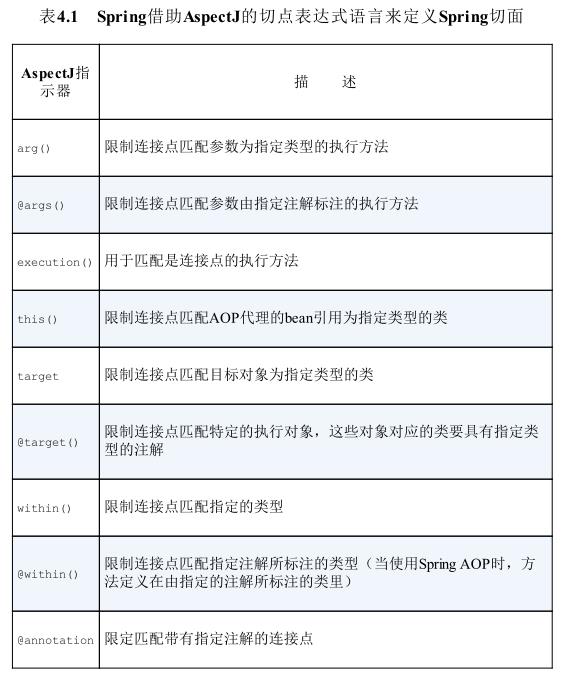 表4.1 Spring借助AspectJ的切点表达式语言来定义Spring切面
AspectJ指
示器
描 述
arg()
限制连接点匹配参数为指定类型的执行方法
@args()
限制连接点匹配参数由指定注解标注的执行方法
execution()
用于匹配是连接点的执行方法
this()
限制连接点匹配AOP代理的bean引用为指定类型的类
target
限制连接点匹配目标对象为指定类型的类
@target()
限制连接点匹配特定的执行对象，这些对象对应的类要具有指定类
型的注解
within()
限制连接点匹配指定的类型
@within()
限制连接点匹配指定注解所标注的类型（当使用Spring AOP时，方
法定义在由指定的注解所标注的类里）
@annotation
限定匹配带有指定注解的连接点